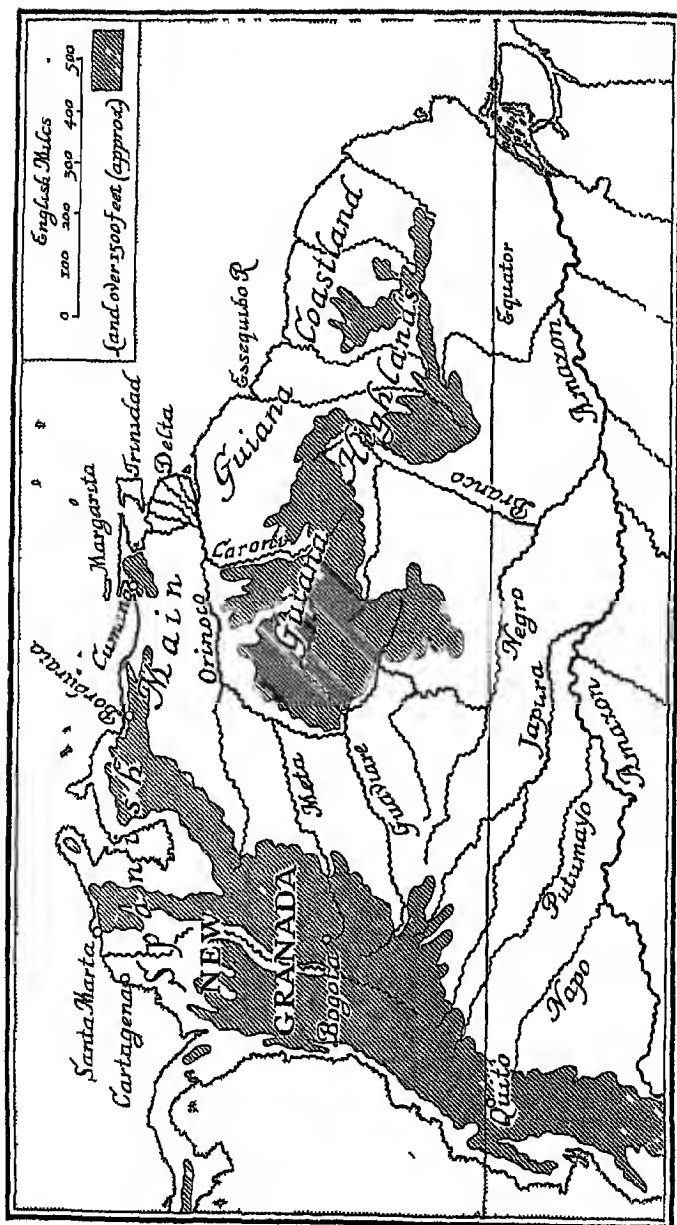 English Miles
0 100 200 300 400 500
Land over 1500 feet (approx)
Santa Marta
Cartagena
Borburata
Cumana
Margarita
Trinidad
Delta
Spanish Main
Orinoco
Caroni
Essequibo R
Guiana Coastland
Guiana Highlands
NEW
GRANADA
Bogota
Meta
Guaviare
Branco
Negro
Equator
Quito
Japura
Putumayo
Napo
Amazon
Amazon